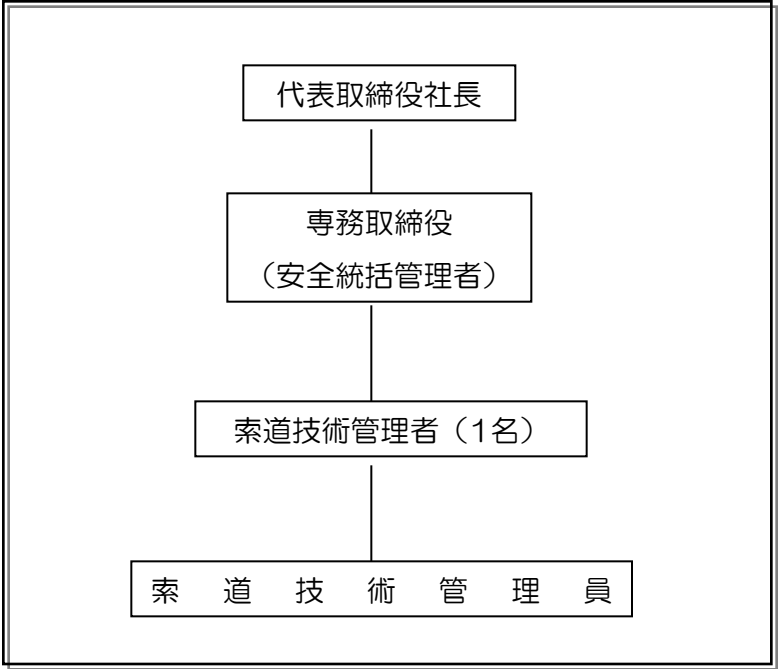 代表取締役社長
専務取締役
（安全統括管理者）
索道技術管理者（1名）
索道技術管理員